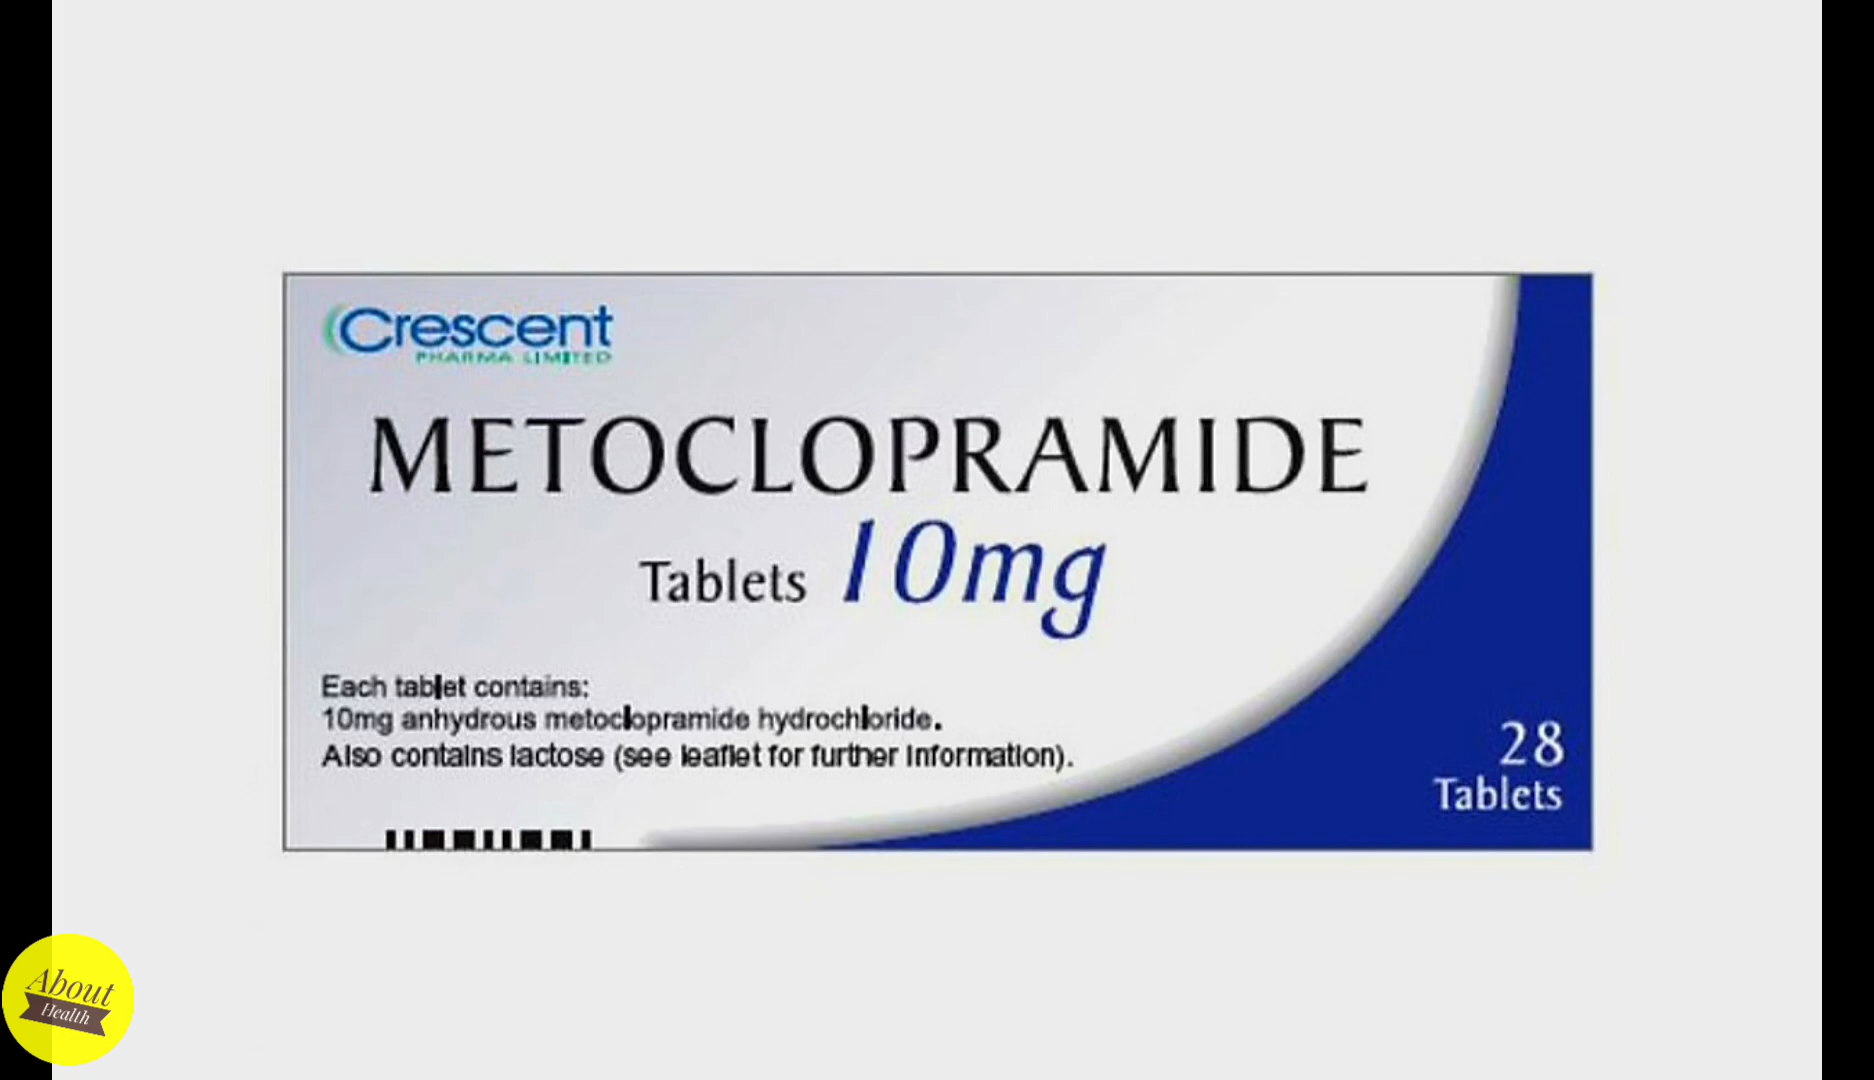 Crescent
PHARMA LIMITED
METOCLOPRAMIDE
Tablets 10mg
Each tablet contains:
10mg anhydrous metoclopramide hydrochloride.
Also contains lactose (see leaflet for further information).
28
Tablets
About
Health